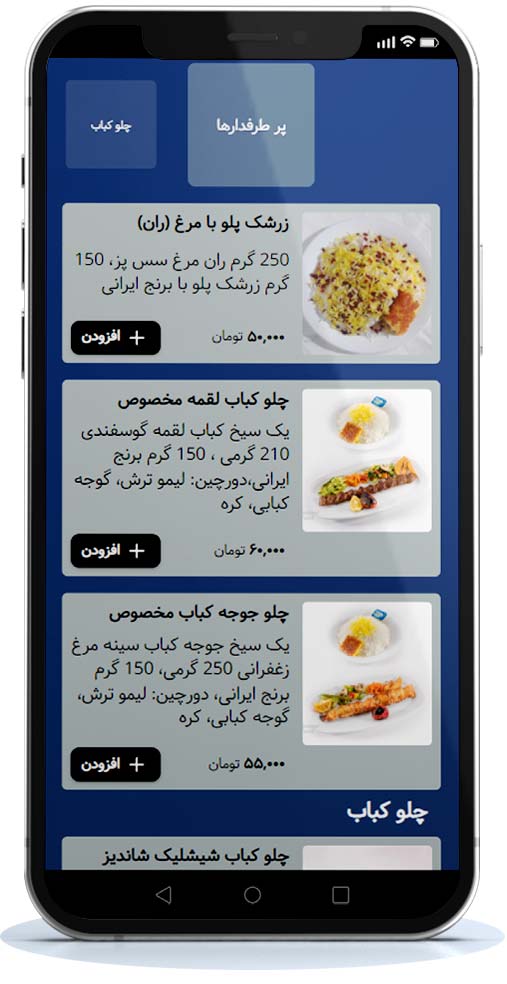 پر طرفدارها
چلو کباب
زرشک پلو با مرغ (ران)
250 گرم ران مرغ سس پز، 150
گرم زرشک پلو با برنج ایرانی
۵۰,۰۰۰ تومان
افزودن
چلو کباب لقمه مخصوص
یک سیخ کباب لقمه گوسفندی
210 گرمی ، 150 گرم برنج
ایرانی،دورچین: لیمو ترش، گوجه
کبابی، کره
۶۰,۰۰۰ تومان
افزودن
چلو جوجه کباب مخصوص
یک سیخ جوجه کباب سینه مرغ
زغفرانی 250 گرمی، 150 گرم
برنج ایرانی، دورچین: لیمو ترش،
گوجه کبابی، کره
۵۵,۰۰۰ تومان
افزودن
چلو کباب
چلو کباب شیشلیک شاندیز